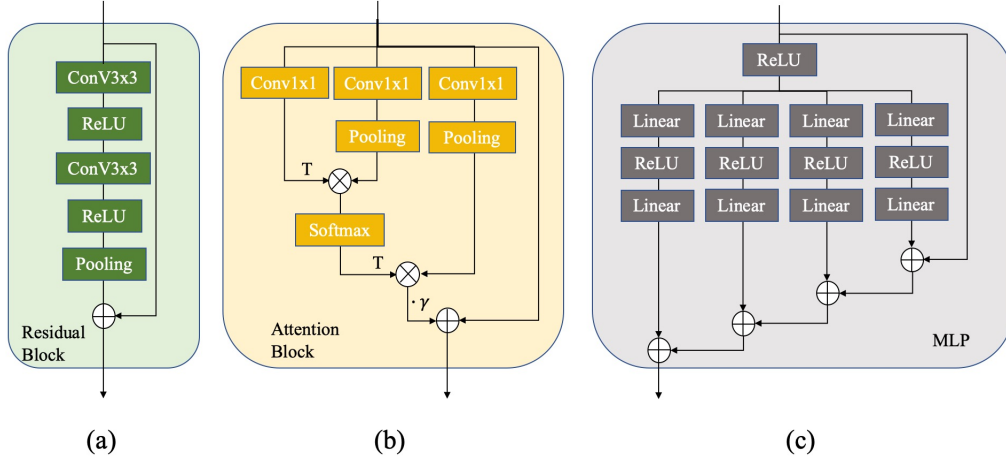 ConV3x3
ReLU
ConV3x3
ReLU
Pooling
Residual
Block
(a)
Conv1x1 Conv1x1 Conv1x1
Pooling Pooling
T
Softmax
T
· γ
Attention
Block
(b)
ReLU
Linear Linear Linear Linear
ReLU ReLU ReLU ReLU
Linear Linear Linear Linear
MLP
(c)